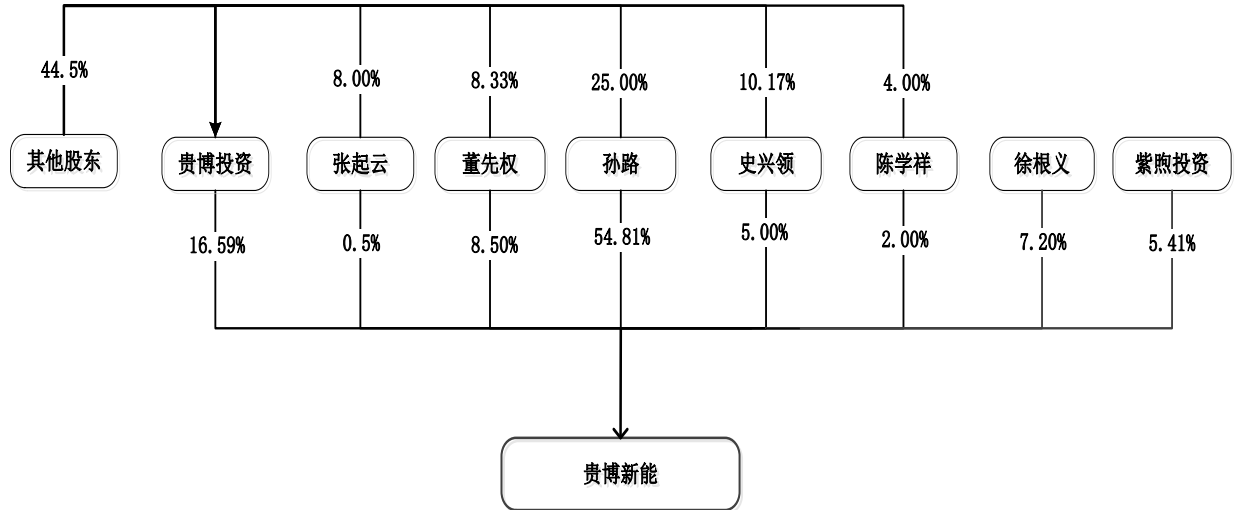 44.5% 8.00% 8.33% 25.00% 10.17% 4.00%
其他股东 贵博投资 张起云 董先权 孙路 史兴领 陈学祥 徐根义 紫煦投资
16.59% 0.5% 8.50% 54.81% 5.00% 2.00% 7.20% 5.41%
贵博新能